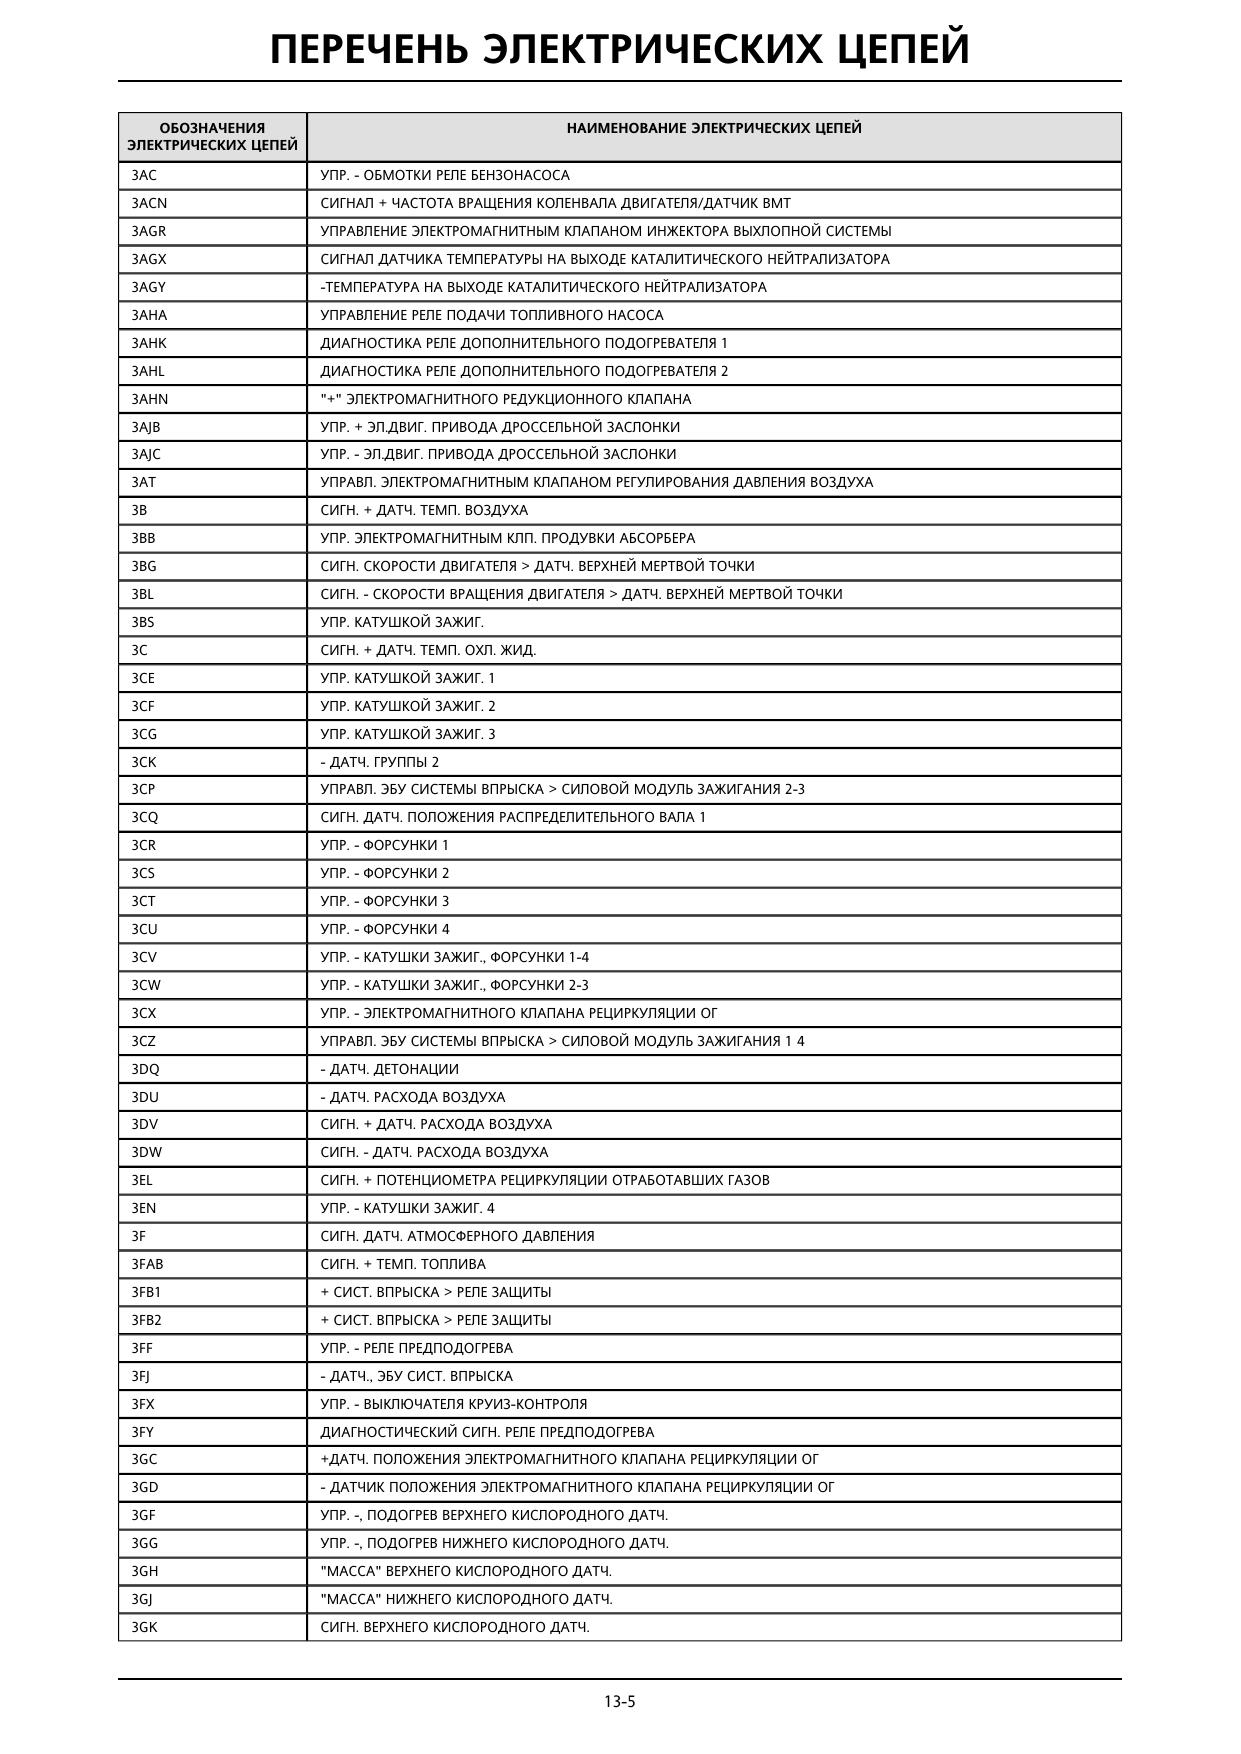 ПЕРЕЧЕНЬ ЭЛЕКТРИЧЕСКИХ ЦЕПЕЙ
ОБОЗНАЧЕНИЯ ЭЛЕКТРИЧЕСКИХ ЦЕПЕЙ НАИМЕНОВАНИЕ ЭЛЕКТРИЧЕСКИХ ЦЕПЕЙ
3AC УПР. - ОБМОТКИ РЕЛЕ БЕНЗОНАСОСА
3ACN СИГНАЛ + ЧАСТОТА ВРАЩЕНИЯ КОЛЕНВАЛА ДВИГАТЕЛЯ/ДАТЧИК ВМТ
3AGR УПРАВЛЕНИЕ ЭЛЕКТРОМАГНИТНЫМ КЛАПАНОМ ИНЖЕКТОРА ВЫХЛОПНОЙ СИСТЕМЫ
3AGX СИГНАЛ ДАТЧИКА ТЕМПЕРАТУРЫ НА ВЫХОДЕ КАТАЛИТИЧЕСКОГО НЕЙТРАЛИЗАТОРА
3AGY -ТЕМПЕРАТУРА НА ВЫХОДЕ КАТАЛИТИЧЕСКОГО НЕЙТРАЛИЗАТОРА
3AHA УПРАВЛЕНИЕ РЕЛЕ ПОДАЧИ ТОПЛИВНОГО НАСОСА
3AHK ДИАГНОСТИКА РЕЛЕ ДОПОЛНИТЕЛЬНОГО ПОДОГРЕВАТЕЛЯ 1
3AHL ДИАГНОСТИКА РЕЛЕ ДОПОЛНИТЕЛЬНОГО ПОДОГРЕВАТЕЛЯ 2
3AHN "+" ЭЛЕКТРОМАГНИТНОГО РЕДУКЦИОННОГО КЛАПАНА
3AJB УПР. + ЭЛ.ДВИГ. ПРИВОДА ДРОССЕЛЬНОЙ ЗАСЛОНКИ
3AJC УПР. - ЭЛ.ДВИГ. ПРИВОДА ДРОССЕЛЬНОЙ ЗАСЛОНКИ
3AT УПРАВЛ. ЭЛЕКТРОМАГНИТНЫМ КЛАПАНОМ РЕГУЛИРОВАНИЯ ДАВЛЕНИЯ ВОЗДУХА
3B СИГН. + ДАТЧ. ТЕМП. ВОЗДУХА
3BB УПР. ЭЛЕКТРОМАГНИТНЫМ КЛП. ПРОДУВКИ АБСОРБЕРА
3BG СИГН. СКОРОСТИ ДВИГАТЕЛЯ > ДАТЧ. ВЕРХНЕЙ МЕРТВОЙ ТОЧКИ
3BL СИГН. - СКОРОСТИ ВРАЩЕНИЯ ДВИГАТЕЛЯ > ДАТЧ. ВЕРХНЕЙ МЕРТВОЙ ТОЧКИ
3BS УПР. КАТУШКОЙ ЗАЖИГ.
3C СИГН. + ДАТЧ. ТЕМП. ОХЛ. ЖИД.
3CE УПР. КАТУШКОЙ ЗАЖИГ. 1
3CF УПР. КАТУШКОЙ ЗАЖИГ. 2
3CG УПР. КАТУШКОЙ ЗАЖИГ. 3
3CK - ДАТЧ. ГРУППЫ 2
3CP УПРАВЛ. ЭБУ СИСТЕМЫ ВПРЫСКА > СИЛОВОЙ МОДУЛЬ ЗАЖИГАНИЯ 2-3
3CQ СИГН. ДАТЧ. ПОЛОЖЕНИЯ РАСПРЕДЕЛИТЕЛЬНОГО ВАЛА 1
3CR УПР. - ФОРСУНКИ 1
3CS УПР. - ФОРСУНКИ 2
3CT УПР. - ФОРСУНКИ 3
3CU УПР. - ФОРСУНКИ 4
3CV УПР. - КАТУШКИ ЗАЖИГ., ФОРСУНКИ 1-4
3CW УПР. - КАТУШКИ ЗАЖИГ., ФОРСУНКИ 2-3
3CX УПР. - ЭЛЕКТРОМАГНИТНОГО КЛАПАНА РЕЦИРКУЛЯЦИИ ОГ
3CZ УПРАВЛ. ЭБУ СИСТЕМЫ ВПРЫСКА > СИЛОВОЙ МОДУЛЬ ЗАЖИГАНИЯ 1 4
3DQ - ДАТЧ. ДЕТОНАЦИИ
3DU - ДАТЧ. РАСХОДА ВОЗДУХА
3DV СИГН. + ДАТЧ. РАСХОДА ВОЗДУХА
3DW СИГН. - ДАТЧ. РАСХОДА ВОЗДУХА
3EL СИГН. + ПОТЕНЦИОМЕТРА РЕЦИРКУЛЯЦИИ ОТРАБОТАВШИХ ГАЗОВ
3EN УПР. - КАТУШКИ ЗАЖИГ. 4
3F СИГН. ДАТЧ. АТМОСФЕРНОГО ДАВЛЕНИЯ
3FAB СИГН. + ТЕМП. ТОПЛИВА
3FB1 + СИСТ. ВПРЫСКА > РЕЛЕ ЗАЩИТЫ
3FB2 + СИСТ. ВПРЫСКА > РЕЛЕ ЗАЩИТЫ
3FF УПР. - РЕЛЕ ПРЕДПОДОГРЕВА
3FJ - ДАТЧ., ЭБУ СИСТ. ВПРЫСКА
3FX УПР. - ВЫКЛЮЧАТЕЛЯ КРУИЗ-КОНТРОЛЯ
3FY ДИАГНОСТИЧЕСКИЙ СИГН. РЕЛЕ ПРЕДПОДОГРЕВА
3GC +ДАТЧ. ПОЛОЖЕНИЯ ЭЛЕКТРОМАГНИТНОГО КЛАПАНА РЕЦИРКУЛЯЦИИ ОГ
3GD - ДАТЧИК ПОЛОЖЕНИЯ ЭЛЕКТРОМАГНИТНОГО КЛАПАНА РЕЦИРКУЛЯЦИИ ОГ
3GF УПР. -, ПОДОГРЕВ ВЕРХНЕГО КИСЛОРОДНОГО ДАТЧ.
3GG УПР. -, ПОДОГРЕВ НИЖНЕГО КИСЛОРОДНОГО ДАТЧ.
3GH "МАССА" ВЕРХНЕГО КИСЛОРОДНОГО ДАТЧ.
3GJ "МАССА" НИЖНЕГО КИСЛОРОДНОГО ДАТЧ.
3GK СИГН. ВЕРХНЕГО КИСЛОРОДНОГО ДАТЧ.
13-5